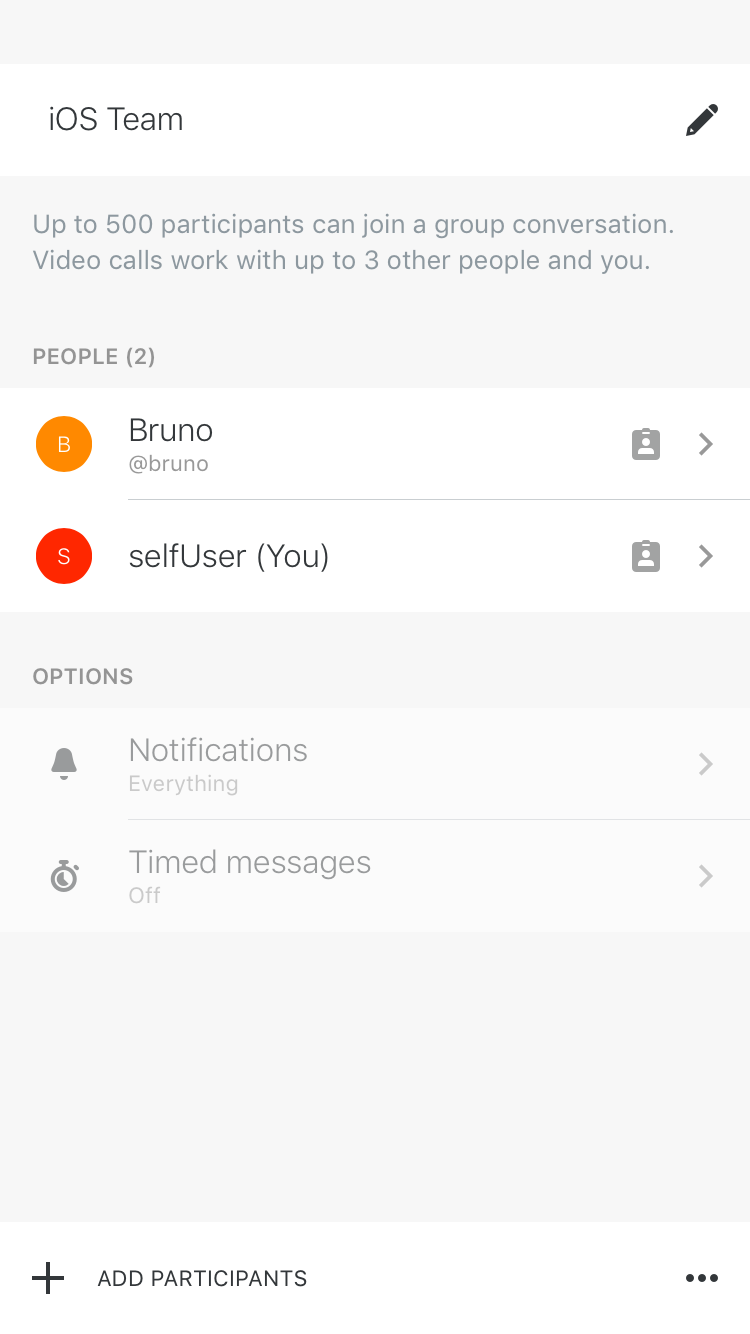 iOS Team
Up to 500 participants can join a group conversation.
Video calls work with up to 3 other people and you.
PEOPLE (2)
B
Bruno
@bruno
S
selfUser (You)
OPTIONS
Notifications
Everything
Timed messages
Off
ADD PARTICIPANTS